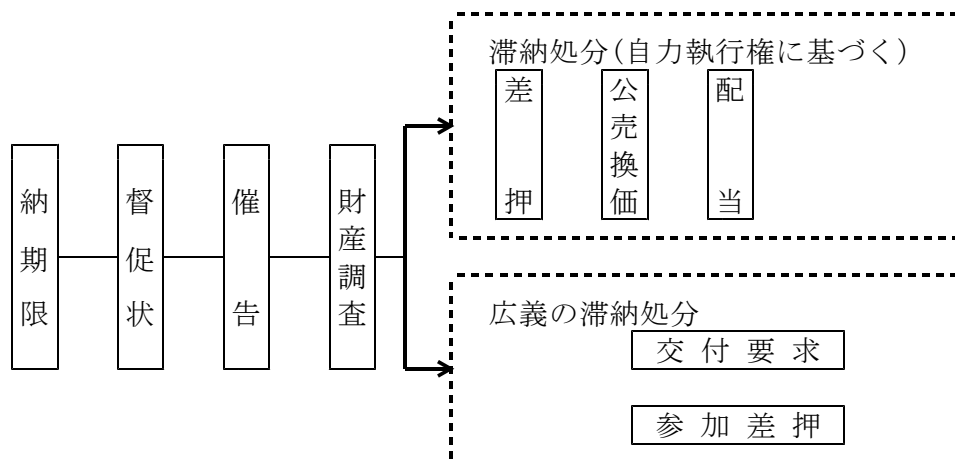 納期限
督促状
催告
財産調査
滞納処分(自力執行権に基づく)
差押
公売換価
配当
広義の滞納処分
交付要求
参加差押